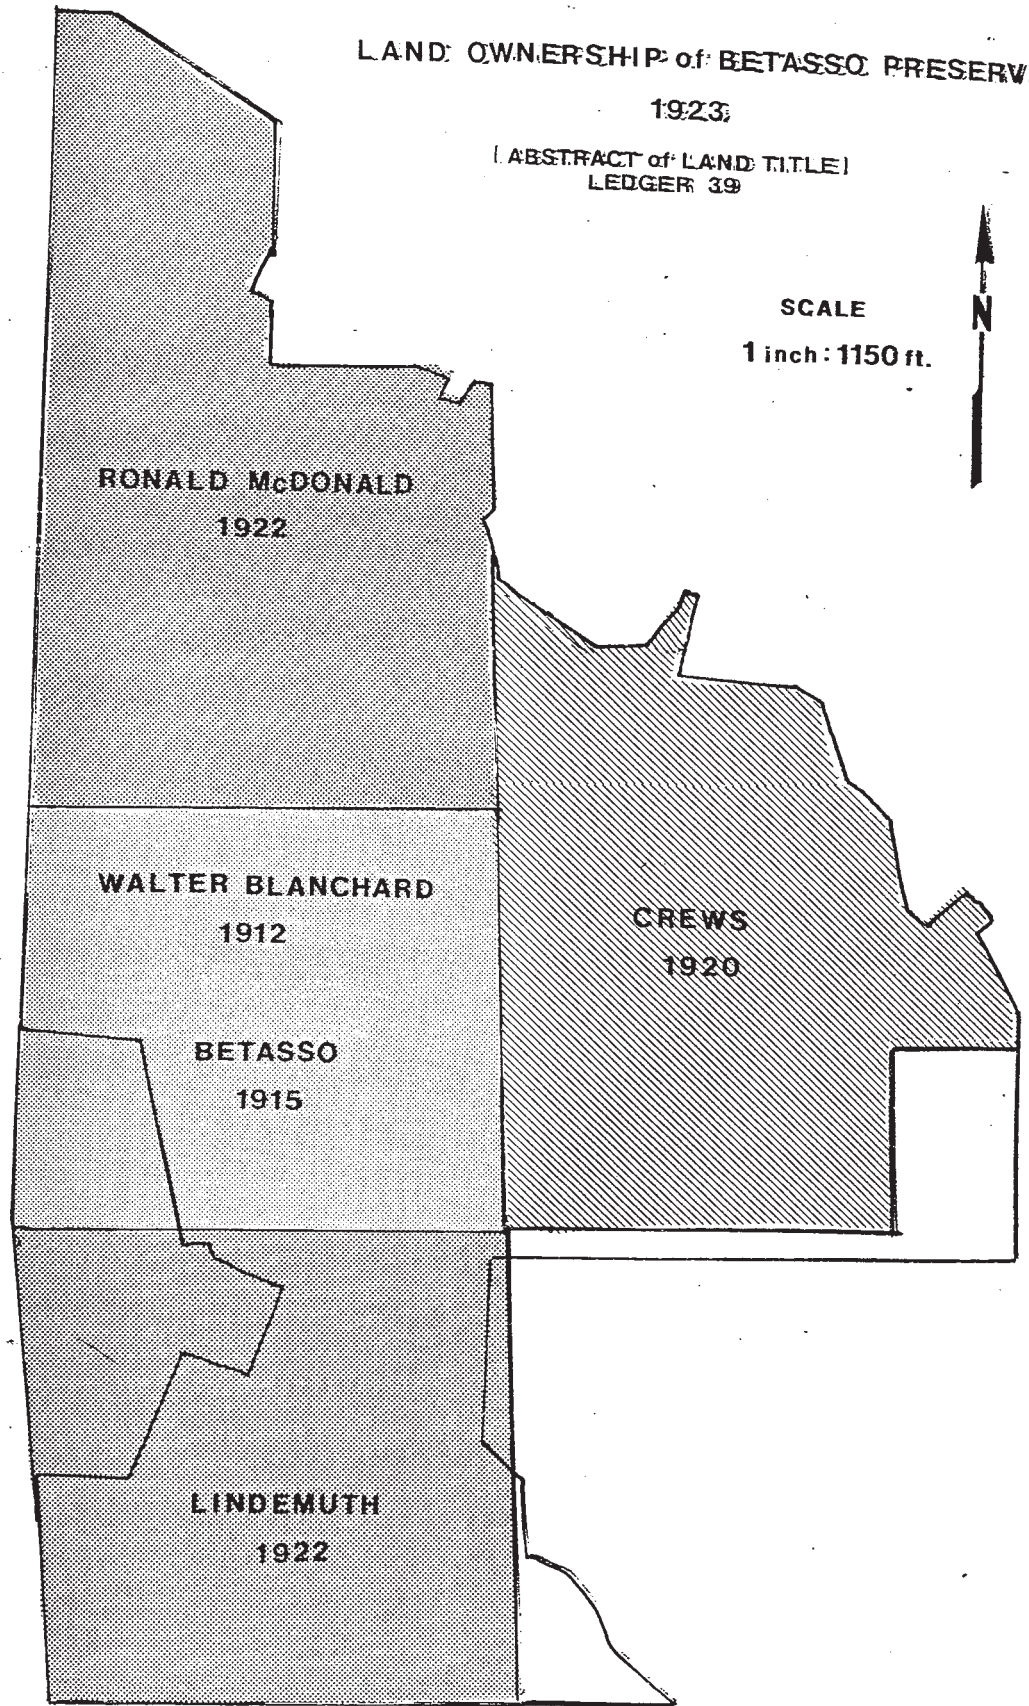 LAND OWNERSHIP of BETASSO PRESERV
1923
(ABSTRACT of LAND TITLE)
LEDGER 39
SCALE
1 inch : 1150 ft.
N
RONALD McDONALD
1922
WALTER BLANCHARD
1912
CREWS
1920
BETASSO
1915
LINDEMUTH
1922